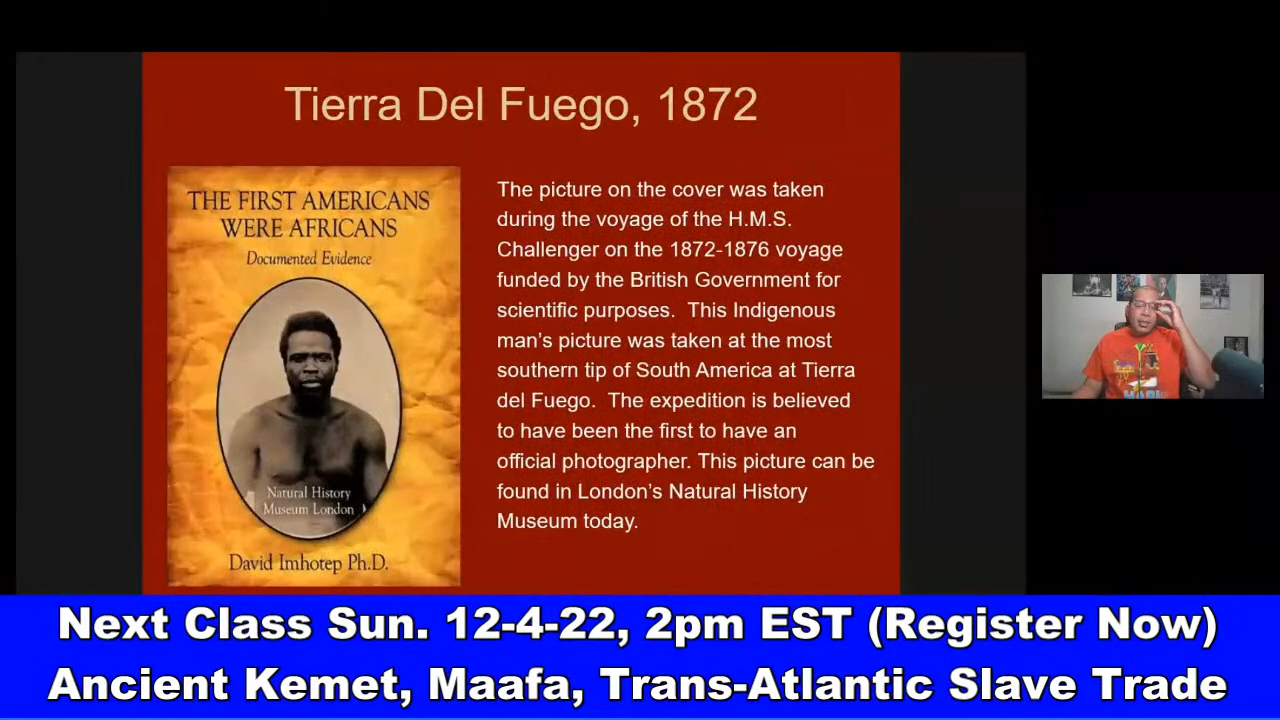 Tierra Del Fuego, 1872
THE FIRST AMERICANS
WERE AFRICANS
Documented Evidence
Natural History
Museum London
David Imhotep Ph.D.
The picture on the cover was taken
during the voyage of the H.M.S.
Challenger on the 1872-1876 voyage
funded by the British Government for
scientific purposes.  This Indigenous
man's picture was taken at the most
southern tip of South America at Tierra
del Fuego.  The expedition is believed
to have been the first to have an
official photographer. This picture can be
found in London's Natural History
Museum today.
Next Class Sun. 12-4-22, 2pm EST (Register Now)
Ancient Kemet, Maafa, Trans-Atlantic Slave Trade